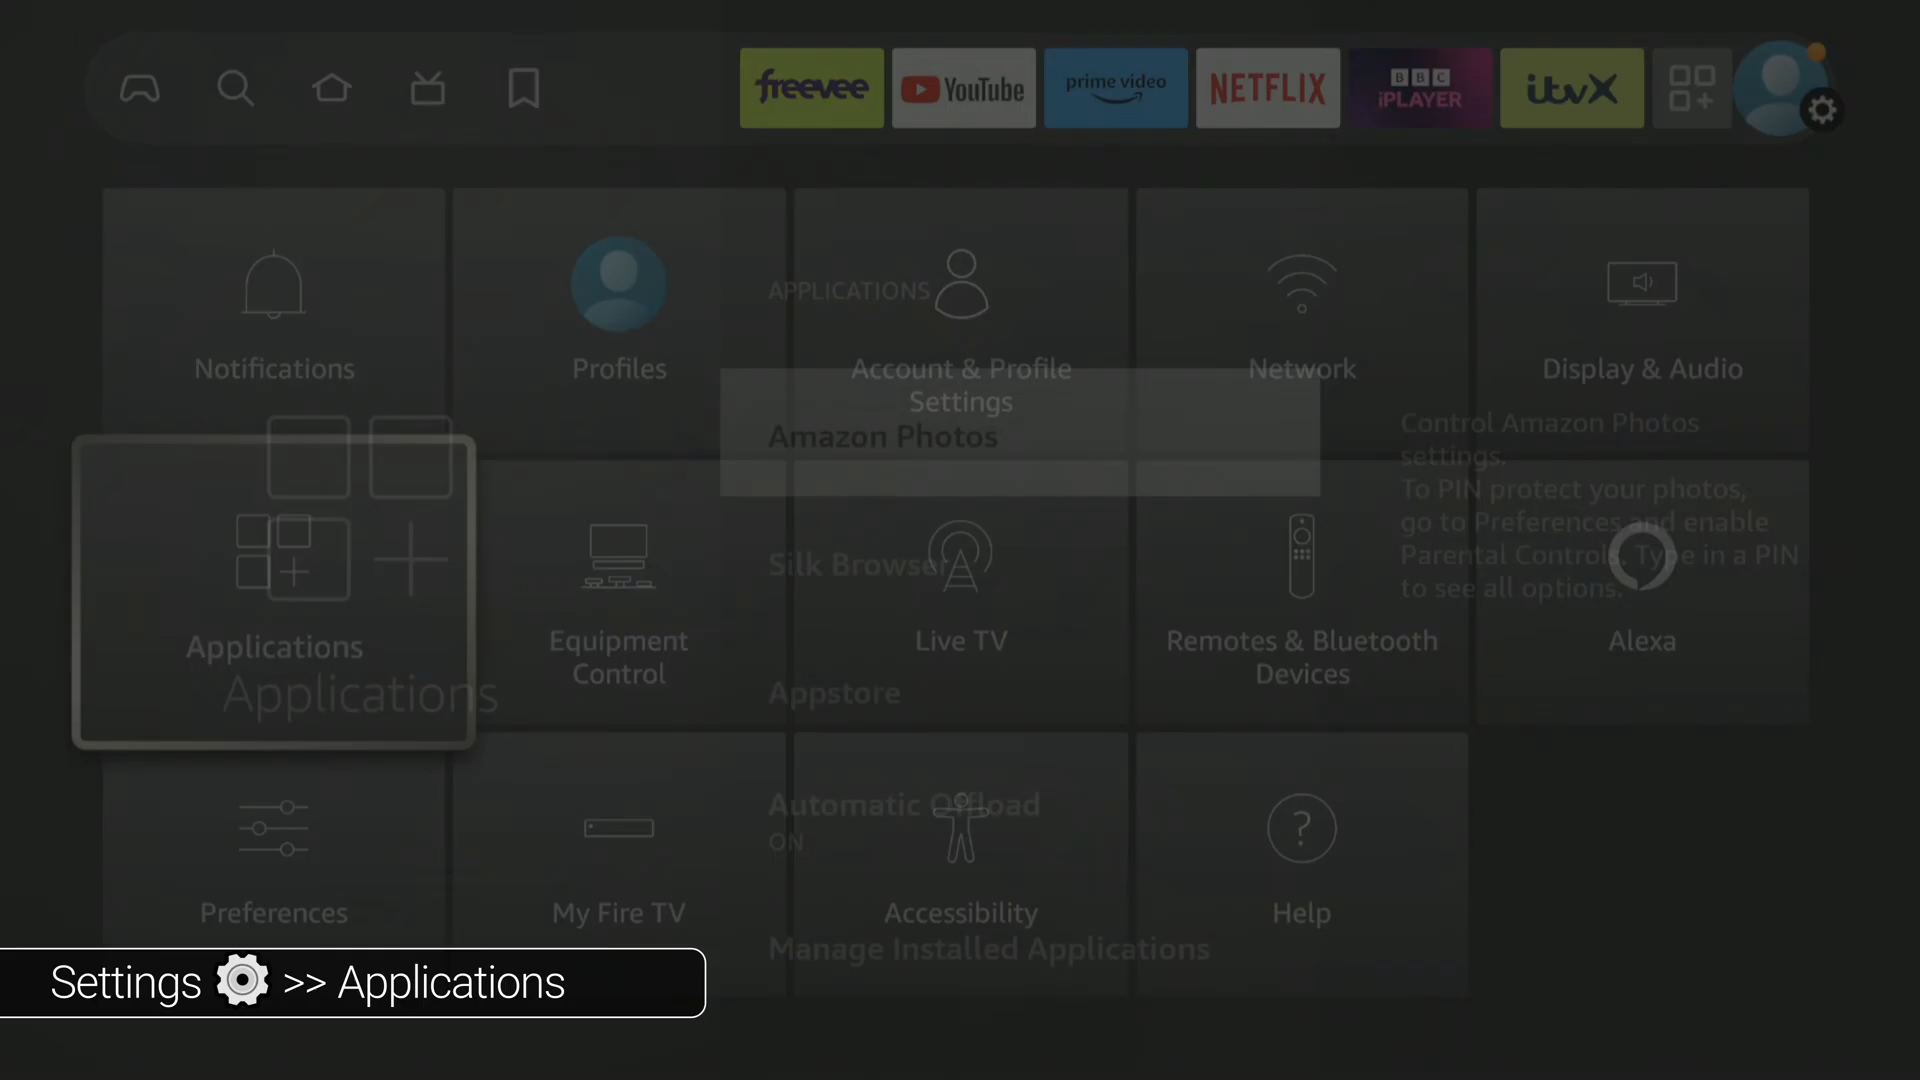 freevee
YouTube
prime video
NETFLIX
BBC
iPLAYER
itvX
Notifications
Profiles
Account & Profile
Settings
Network
Display & Audio
APPLICATIONS
Amazon Photos
Control Amazon Photos
settings.
To PIN protect your photos,
go to Preferences and enable
Parental Controls. Type in a PIN
to see all options.
Silk Browser
Applications
Equipment
Control
Live TV
Remotes & Bluetooth
Devices
Alexa
Applications
Appstore
Automatic Offload
ON
Preferences
My Fire TV
Accessibility
?
Help
Manage Installed Applications
Settings >> Applications